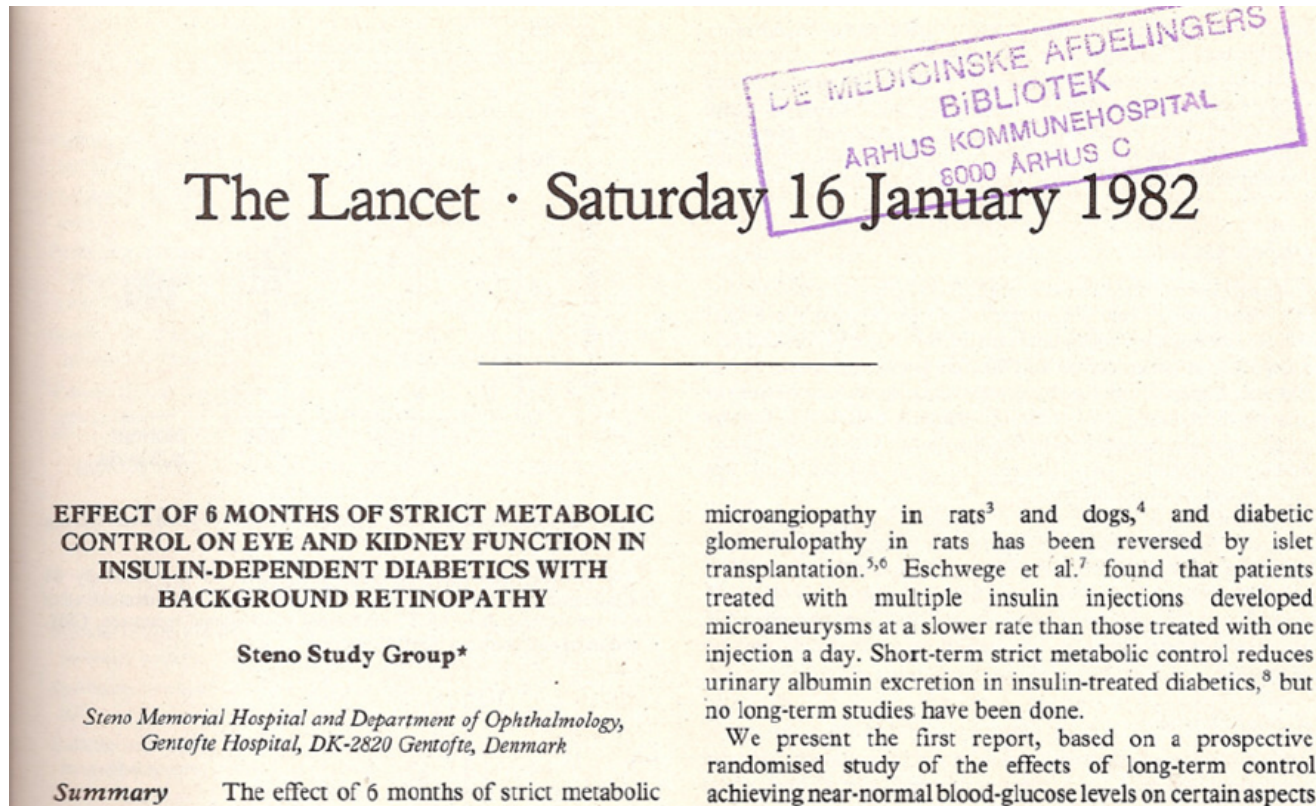 DE MEDICINSKE AFDELINGERS
BiBLIOTEK
ARHUS KOMMUNEHOSPITAL
8000 ÅRHUS C
The Lancet · Saturday 16 January 1982
EFFECT OF 6 MONTHS OF STRICT METABOLIC
CONTROL ON EYE AND KIDNEY FUNCTION IN
INSULIN-DEPENDENT DIABETICS WITH
BACKGROUND RETINOPATHY
Steno Study Group*
Steno Memorial Hospital and Department of Ophthalmology,
Gentofte Hospital, DK-2820 Gentofte, Denmark
Summary The effect of 6 months of strict metabolic
microangiopathy in rats³ and dogs,⁴ and diabetic
glomerulopathy in rats has been reversed by islet
transplantation.⁵,⁶ Eschwege et al.⁷ found that patients
treated with multiple insulin injections developed
microaneurysms at a slower rate than those treated with one
injection a day. Short-term strict metabolic control reduces
urinary albumin excretion in insulin-treated diabetics,⁸ but
no long-term studies have been done.
We present the first report, based on a prospective
randomised study of the effects of long-term control
achieving near-normal blood-glucose levels on certain aspects